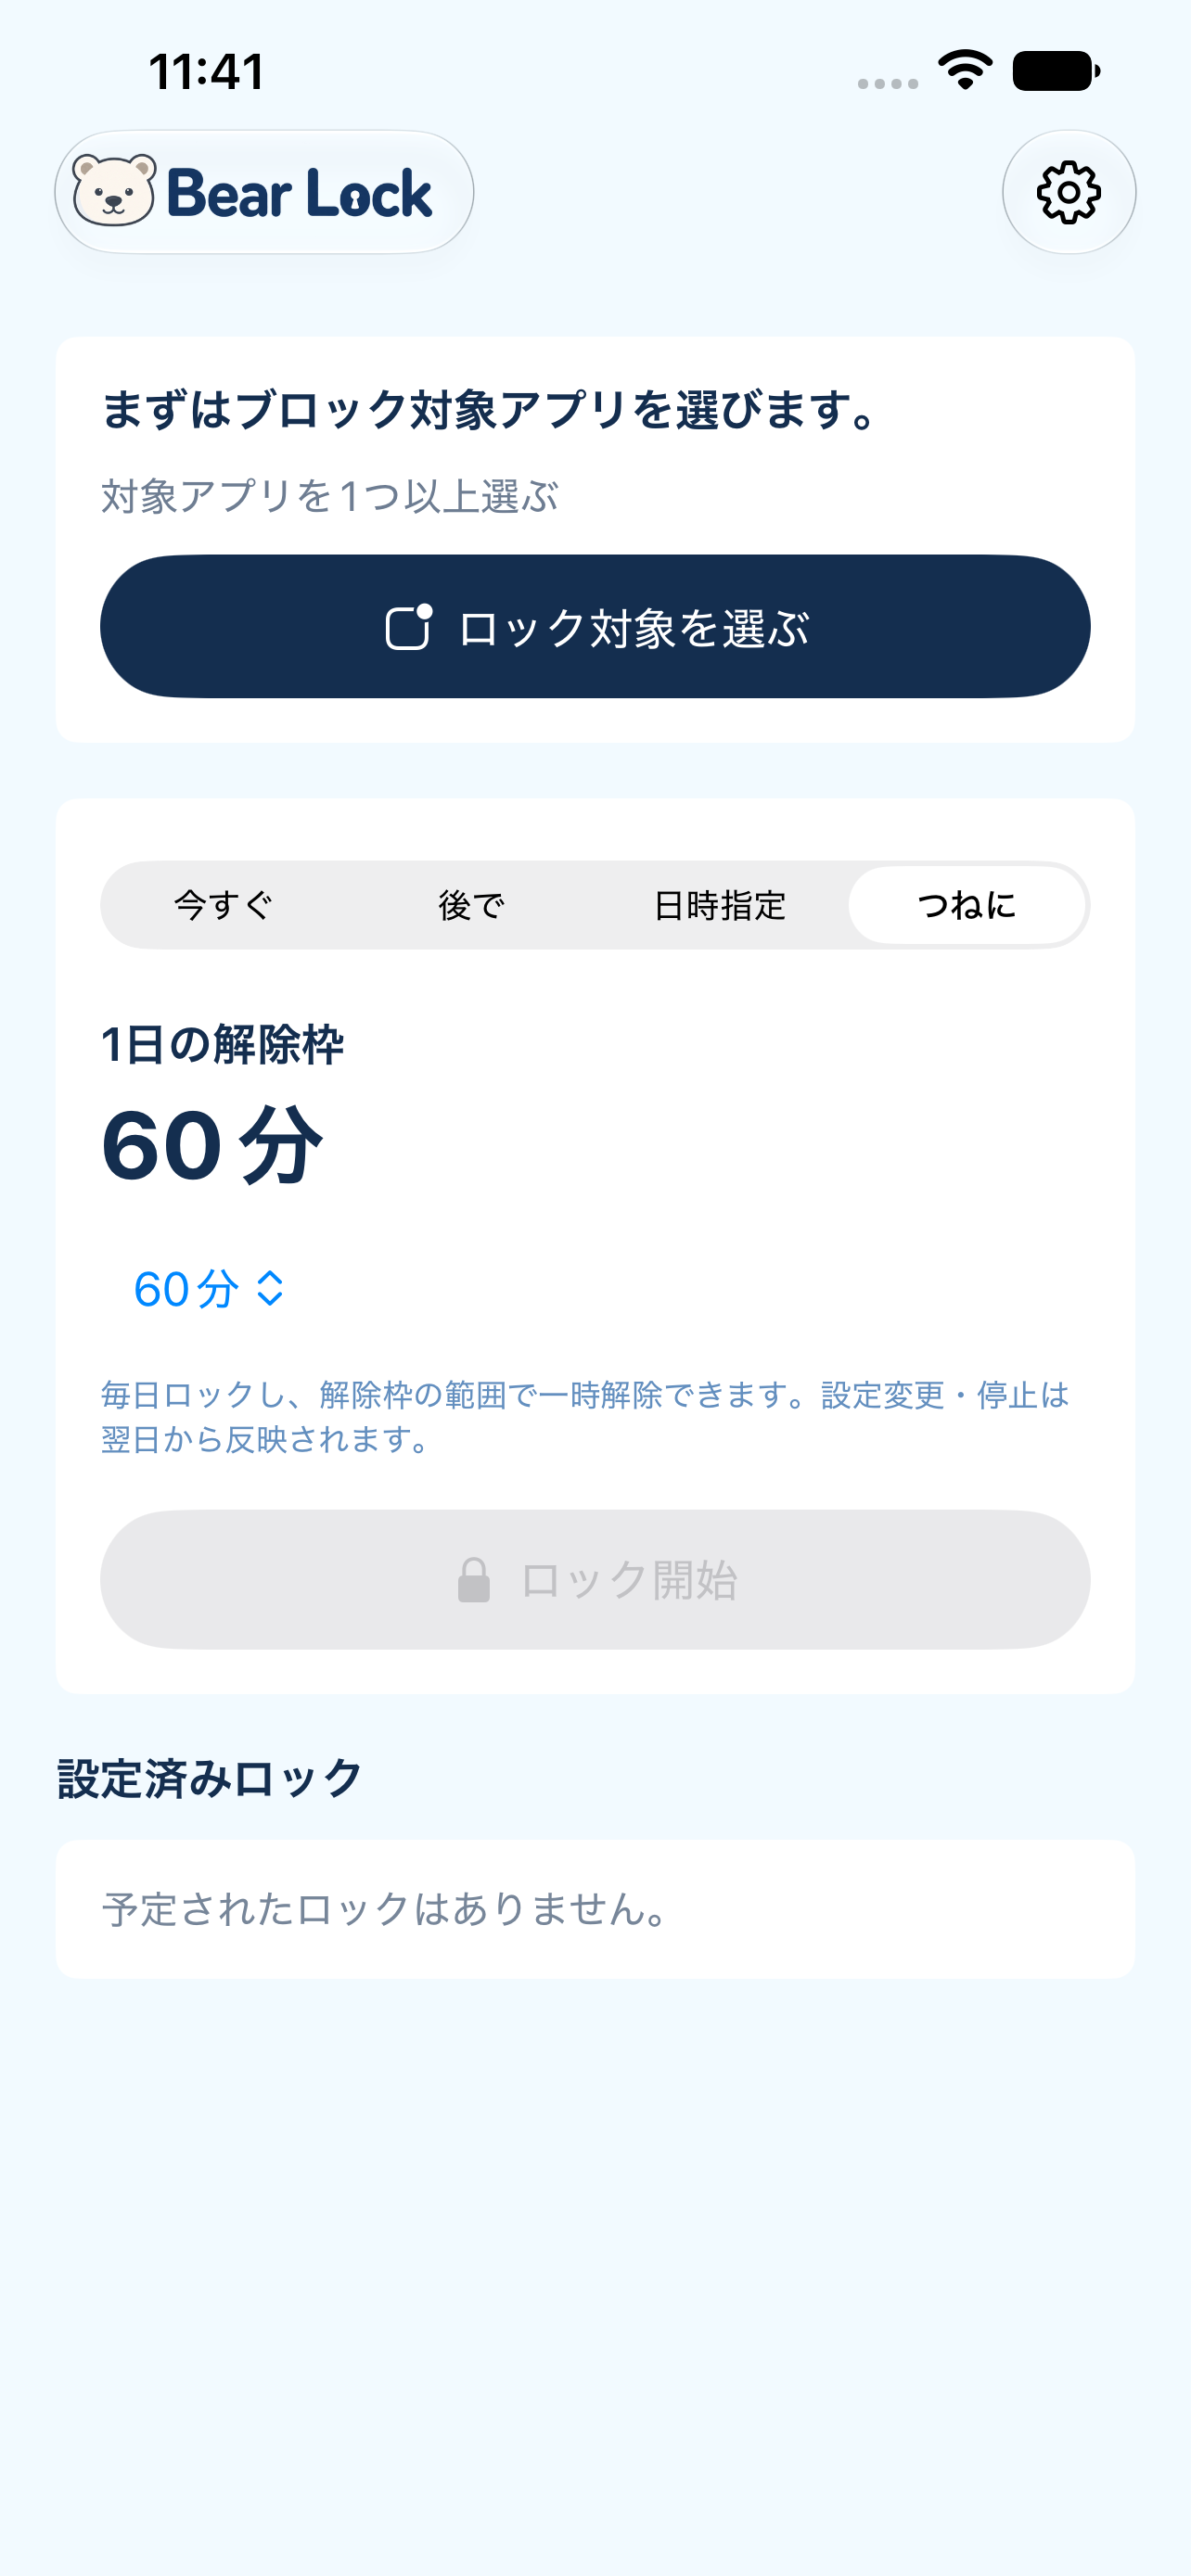 11:41
Bear Lock
まずはブロック対象アプリを選びます。
対象アプリを1つ以上選ぶ
ロック対象を選ぶ
今すぐ 後で 日時指定 つねに
1日の解除枠
60分
60分
毎日ロックし、解除枠の範囲で一時解除できます。設定変更・停止は
翌日から反映されます。
ロック開始
設定済みロック
予定されたロックはありません。